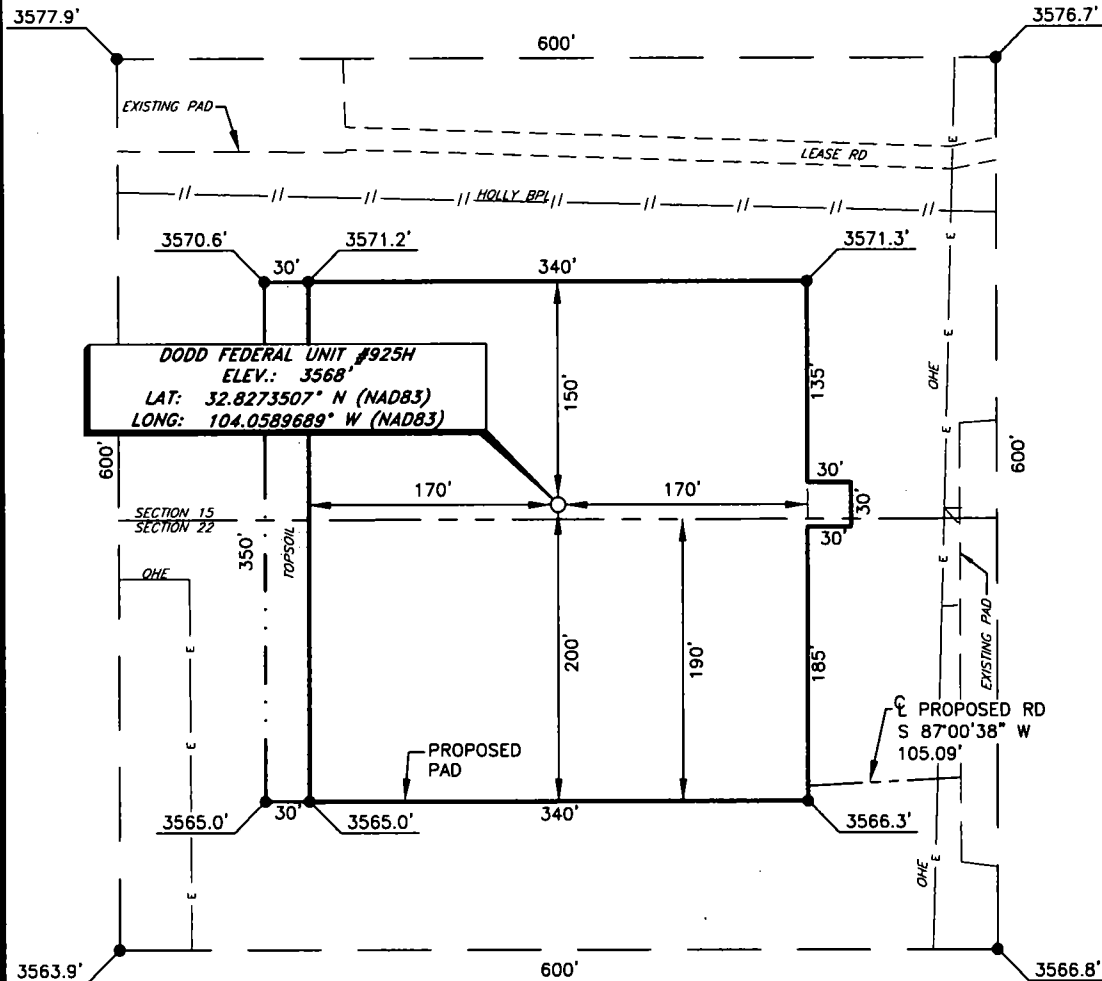 3577.9'
3576.7'
600'
EXISTING PAD
LEASE RD
HOLLY BPL
3570.6'
3571.2'
3571.3'
30'
340'
DODD FEDERAL UNIT #925H
ELEV.: 3568'
LAT: 32.8273507° N (NAD83)
LONG: 104.0589689° W (NAD83)
150'
135'
OHE
E
E
E
600'
600'
170'
170'
30'
30'
30'
SECTION 15
SECTION 22
OHE
350'
TOPSOIL
E
E
E
E
200'
190'
185'
EXISTING PAD
℄ PROPOSED RD
S 87°00'38" W
105.09'
PROPOSED
PAD
3565.0'
30'
3565.0'
340'
3566.3'
E
E
OHE
E
3563.9'
600'
3566.8'